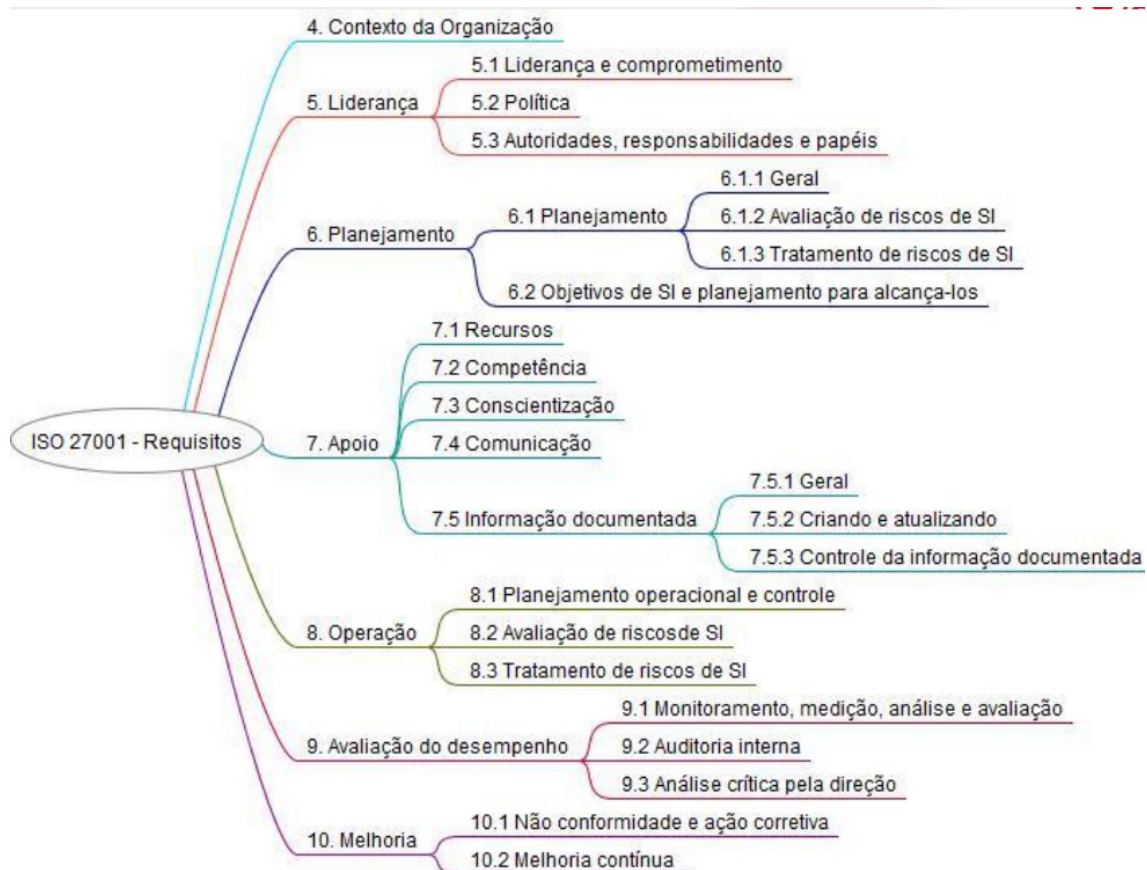 4. Contexto da Organização
5. Liderança
5.1 Liderança e comprometimento
5.2 Política
5.3 Autoridades, responsabilidades e papéis
6. Planejamento
6.1 Planejamento
6.1.1 Geral
6.1.2 Avaliação de riscos de SI
6.1.3 Tratamento de riscos de SI
6.2 Objetivos de SI e planejamento para alcança-los
ISO 27001 - Requisitos
7. Apoio
7.1 Recursos
7.2 Competência
7.3 Conscientização
7.4 Comunicação
7.5 Informação documentada
7.5.1 Geral
7.5.2 Criando e atualizando
7.5.3 Controle da informação documentada
8. Operação
8.1 Planejamento operacional e controle
8.2 Avaliação de riscosde SI
8.3 Tratamento de riscos de SI
9. Avaliação do desempenho
9.1 Monitoramento, medição, análise e avaliação
9.2 Auditoria interna
9.3 Análise crítica pela direção
10. Melhoria
10.1 Não conformidade e ação corretiva
10.2 Melhoria contínua